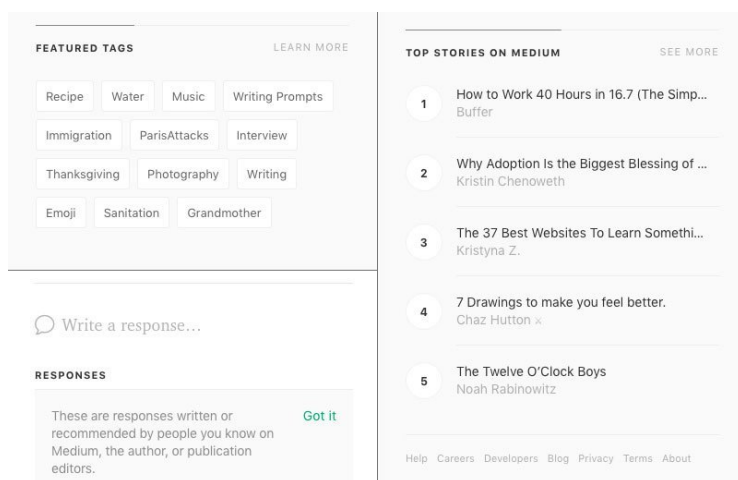 FEATURED TAGS LEARN MORE
Recipe Water Music Writing Prompts
Immigration ParisAttacks Interview
Thanksgiving Photography Writing
Emoji Sanitation Grandmother
Write a response...
RESPONSES
These are responses written or Got it
recommended by people you know on
Medium, the author, or publication
editors.
TOP STORIES ON MEDIUM SEE MORE
1 How to Work 40 Hours in 16.7 (The Simp...
Buffer
2 Why Adoption Is the Biggest Blessing of ...
Kristin Chenoweth
3 The 37 Best Websites To Learn Somethi...
Kristyna Z.
4 7 Drawings to make you feel better.
Chaz Hutton ⚔
5 The Twelve O’Clock Boys
Noah Rabinowitz
Help Careers Developers Blog Privacy Terms About